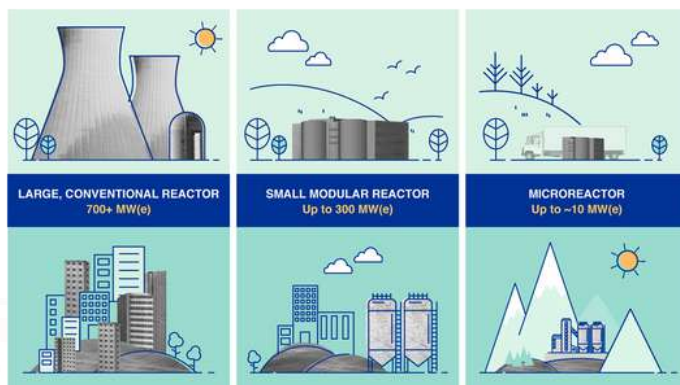 LARGE, CONVENTIONAL REACTOR
700+ MW(e)
SMALL MODULAR REACTOR
Up to 300 MW(e)
MICROREACTOR
Up to ~10 MW(e)